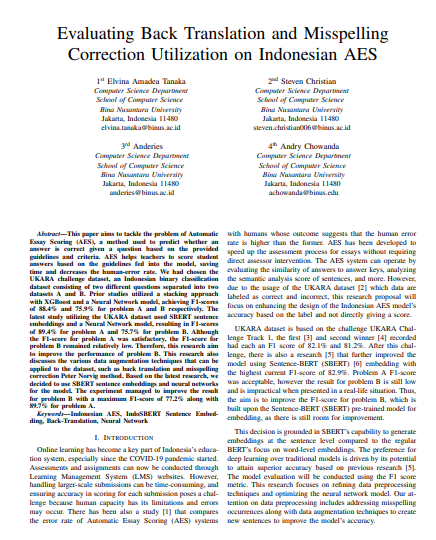 Evaluating Back Translation and Misspelling
Correction Utilization on Indonesian AES
1st Elvina Amadea Tanaka
Computer Science Department
School of Computer Science
Bina Nusantara University
Jakarta, Indonesia 11480
elvina.tanaka@binus.ac.id
2nd Steven Christian
Computer Science Department
School of Computer Science
Bina Nusantara University
Jakarta, Indonesia 11480
steven.christian006@binus.ac.id
3rd Anderies
Computer Science Department
School of Computer Science
Bina Nusantara University
Jakarta, Indonesia 11480
anderies@binus.ac.id
4th Andry Chowanda
Computer Science Department
School of Computer Science
Bina Nusantara University
Jakarta, Indonesia 11480
achowanda@binus.edu
Abstract—This paper aims to tackle the problem of Automatic
Essay Scoring (AES), a method used to predict whether an
answer is correct given a question based on the provided
guidelines and criteria. AES helps teachers to score student
answers based on the guidelines fed into the model, saving
time and decreases the human-error rate. We had chosen the
UKARA challenge dataset, an Indonesian binary classification
dataset consisting of two different questions separated into two
datasets A and B. Prior studies utilized a stacking approach
with XGBoost and a Neural Network model, achieving F1-scores
of 88.4% and 75.9% for problem A and B respectively. The
latest study utilizing the UKARA dataset used SBERT sentence
embeddings and a Neural Network model, resulting in F1-scores
of 89.4% for problem A and 75.7% for problem B. Although
the F1-score for problem A was satisfactory, the F1-score for
problem B remained relatively low. Therefore, this research aim
to improve the performance of problem B. This research also
discusses the various data augmentation techniques that can be
applied to the dataset, such as back translation and misspelling
correction Peter Norvig method. Based on the latest research, we
decided to use SBERT sentence embeddings and neural networks
for the model. The experiment managed to improve the result
for problem B with a maximum F1-score of 77.2% along with
89.7% for problem A.
Keywords—Indonesian AES, IndoSBERT Sentence Embed-
ding, Back-Translation, Neural Network
I. Introduction
Online learning has become a key part of Indonesia's educa-
tion system, especially since the COVID-19 pandemic started.
Assessments and assignments can now be conducted through
Learning Management System (LMS) websites. However,
handling larger-scale submissions can be time-consuming, and
ensuring accuracy in scoring for each submission poses a chal-
lenge because human capacity has its limitations and errors
may occur. There has been also a study [1] that compares
the error rate of Automatic Essay Scoring (AES) systems
with humans whose outcome suggests that the human error
rate is higher than the former. AES has been developed to
speed up the assessment process for essays without requiring
direct assessor intervention. The AES system can operate by
evaluating the similarity of answers to answer keys, analyzing
the semantic analysis score of sentences, and more. However,
due to the usage of the UKARA dataset [2] which data are
labeled as correct and incorrect, this research proposal will
focus on enhancing the design of the Indonesian AES model's
accuracy based on the label and not directly giving a score.
UKARA dataset is based on the challenge UKARA Chal-
lenge Track 1, the first [3] and second winner [4] recorded
had each an F1 score of 82.1% and 81.2%. After this chal-
lenge, there is also a research [5] that further improved the
model using Sentence-BERT (SBERT) [6] embedding with
the highest current F1-score of 82.9%. Problem A F1-score
was acceptable, however the result for problem B is still low
and is impractical when presented in a real-life situation. Thus,
the aim is to improve the F1-score for problem B, which is
built upon the Sentence-BERT (SBERT) pre-trained model for
embedding, as there is still room for improvement.
This decision is grounded in SBERT's capability to generate
embeddings at the sentence level compared to the regular
BERT's focus on word-level embeddings. The preference for
deep learning over traditional models is driven by its potential
to attain superior accuracy based on previous research [5].
The model evaluation will be conducted using the F1 score
metric. This research focuses on refining data preprocessing
techniques and optimizing the neural network model. Our at-
tention on data preprocessing includes addressing misspelling
occurrences along with data augmentation techniques to create
new sentences to improve the model's accuracy.